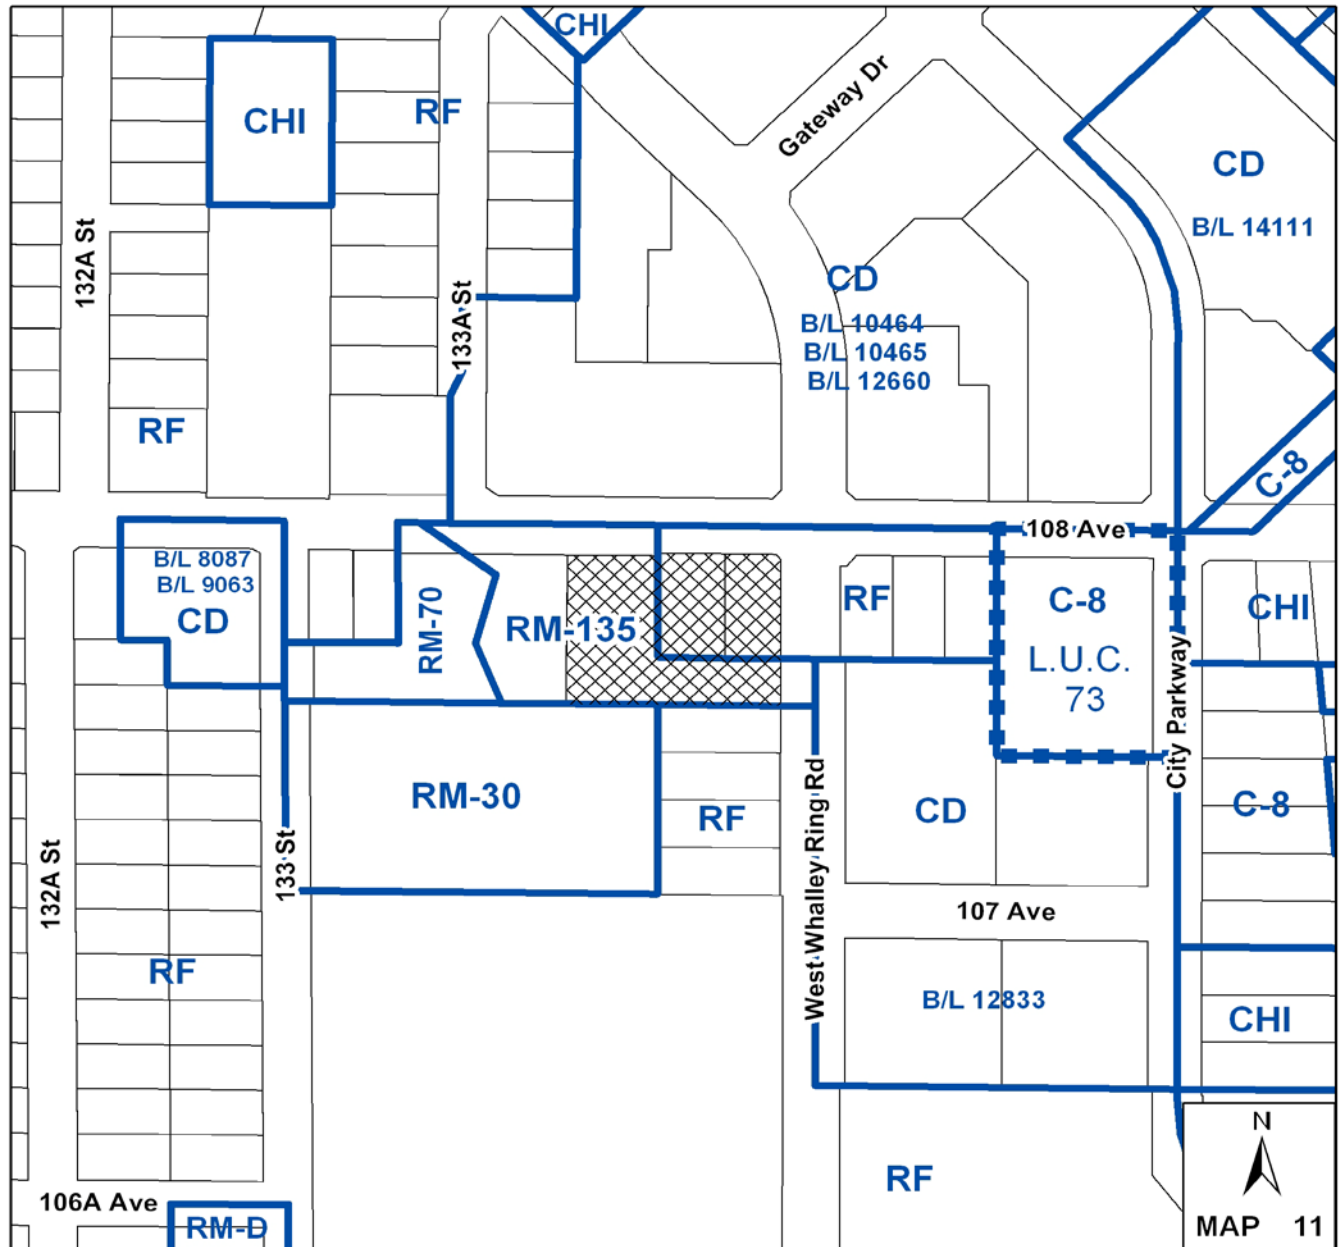 CHI
Gateway Dr
CHI
RF
CD
B/L 14111
132A St
133A St
CD
B/L 10464
B/L 10465
B/L 12660
RF
C-8
108 Ave
B/L 8087
B/L 9063
CD
RM-70
RM-135
RF
C-8
L.U.C.
73
CHI
City Parkway
RM-30
RF
West Whalley Ring Rd
CD
C-8
132A St
133 St
107 Ave
RF
B/L 12833
CHI
RF
106A Ave
RM-D
N
MAP 11